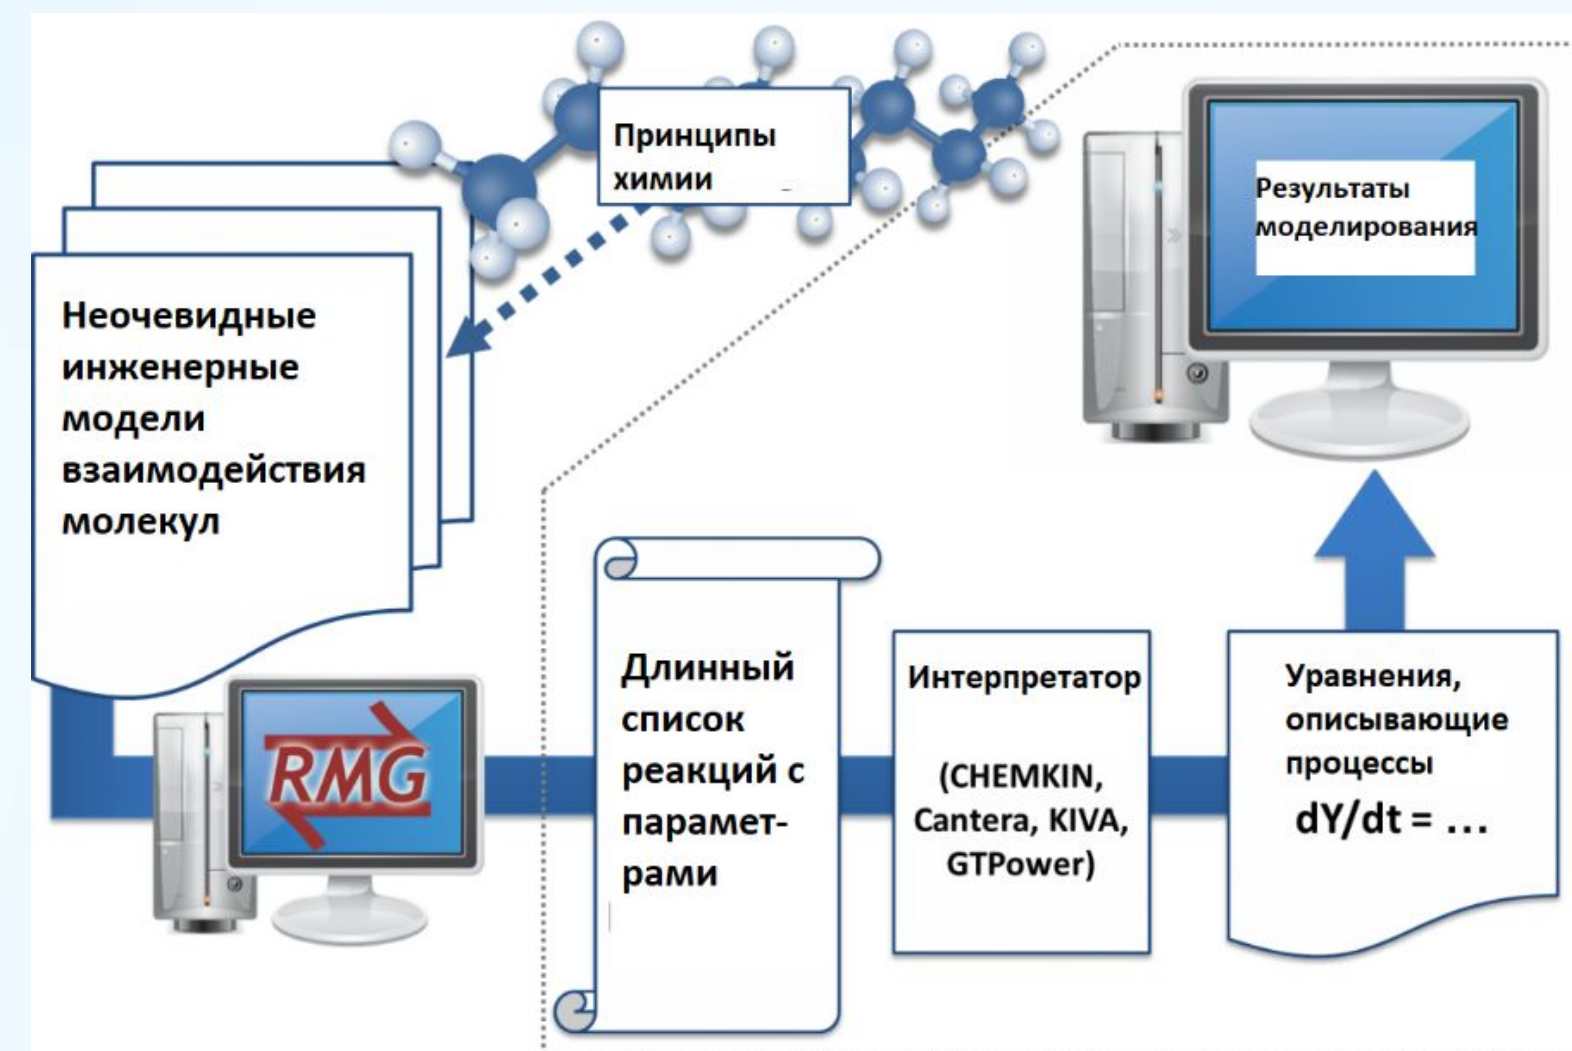 Принципы
химии
Результаты
моделирования
Неочевидные
инженерные
модели
взаимодействия
молекул
RMG
Длинный
список
реакций с
парамет-
рами
Интерпретатор
(CHEMKIN,
Cantera, KIVA,
GTPower)
Уравнения,
описывающие
процессы
dY/dt = ...